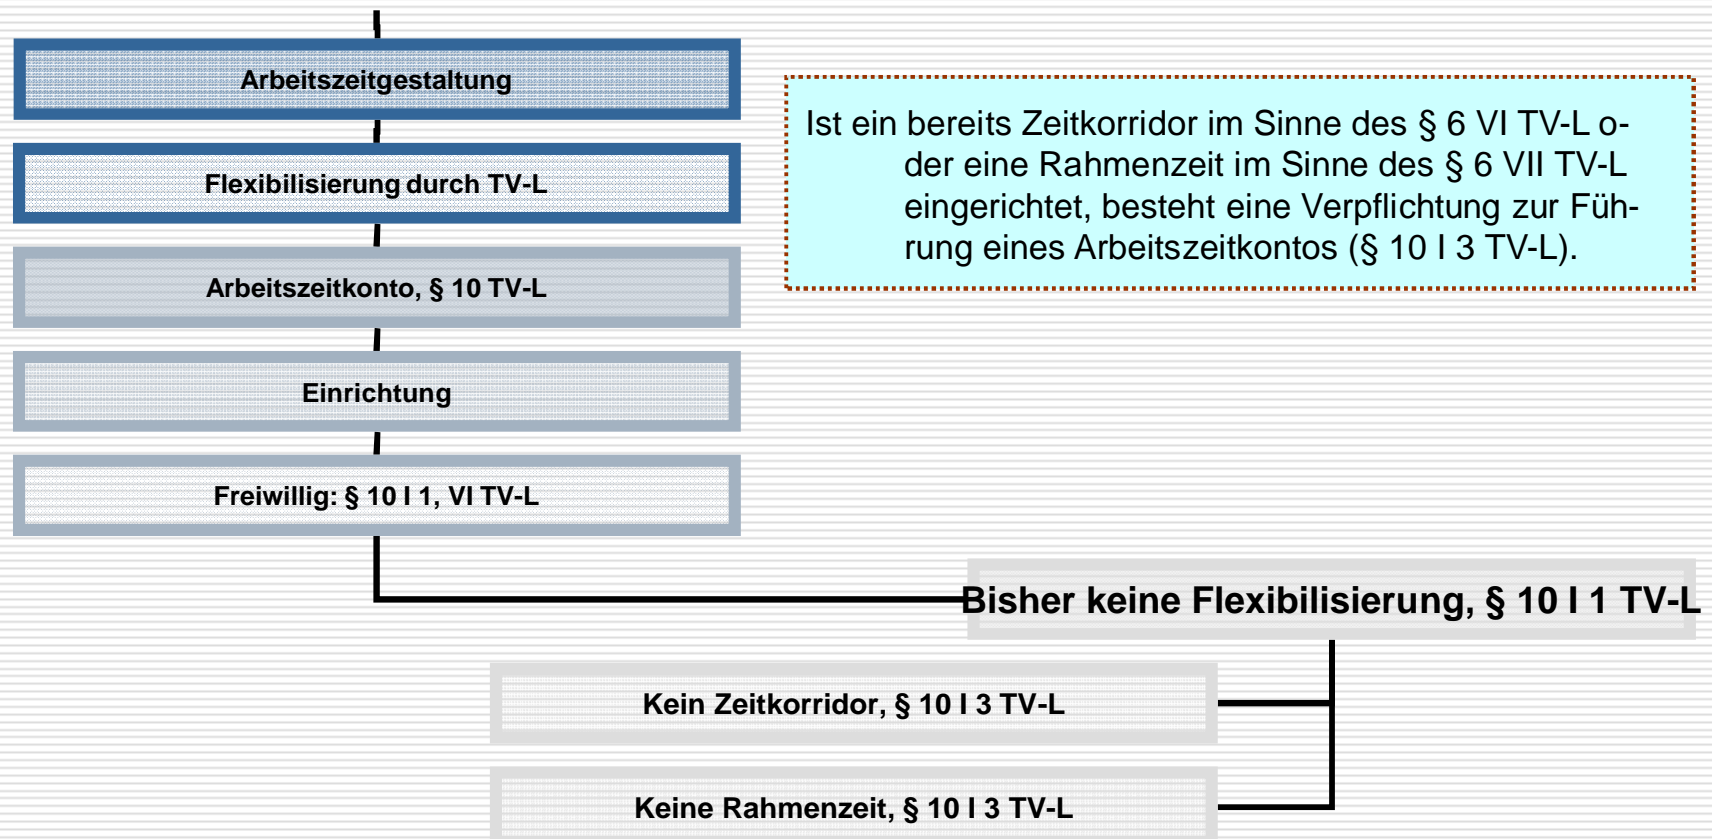 Arbeitszeitgestaltung
Flexibilisierung durch TV-L
Arbeitszeitkonto, § 10 TV-L
Einrichtung
Freiwillig: § 10 I 1, VI TV-L
Ist ein bereits Zeitkorridor im Sinne des § 6 VI TV-L o-
der eine Rahmenzeit im Sinne des § 6 VII TV-L
eingerichtet, besteht eine Verpflichtung zur Füh-
rung eines Arbeitszeitkontos (§ 10 I 3 TV-L).
Bisher keine Flexibilisierung, § 10 I 1 TV-L
Kein Zeitkorridor, § 10 I 3 TV-L
Keine Rahmenzeit, § 10 I 3 TV-L